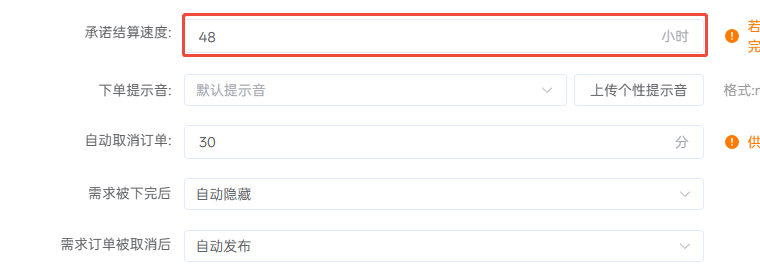 承诺结算速度: 48 小时 若
完
下单提示音: 默认提示音 上传个性提示音 格式:
自动取消订单: 30 分 供
需求被下完后 自动隐藏
需求订单被取消后 自动发布